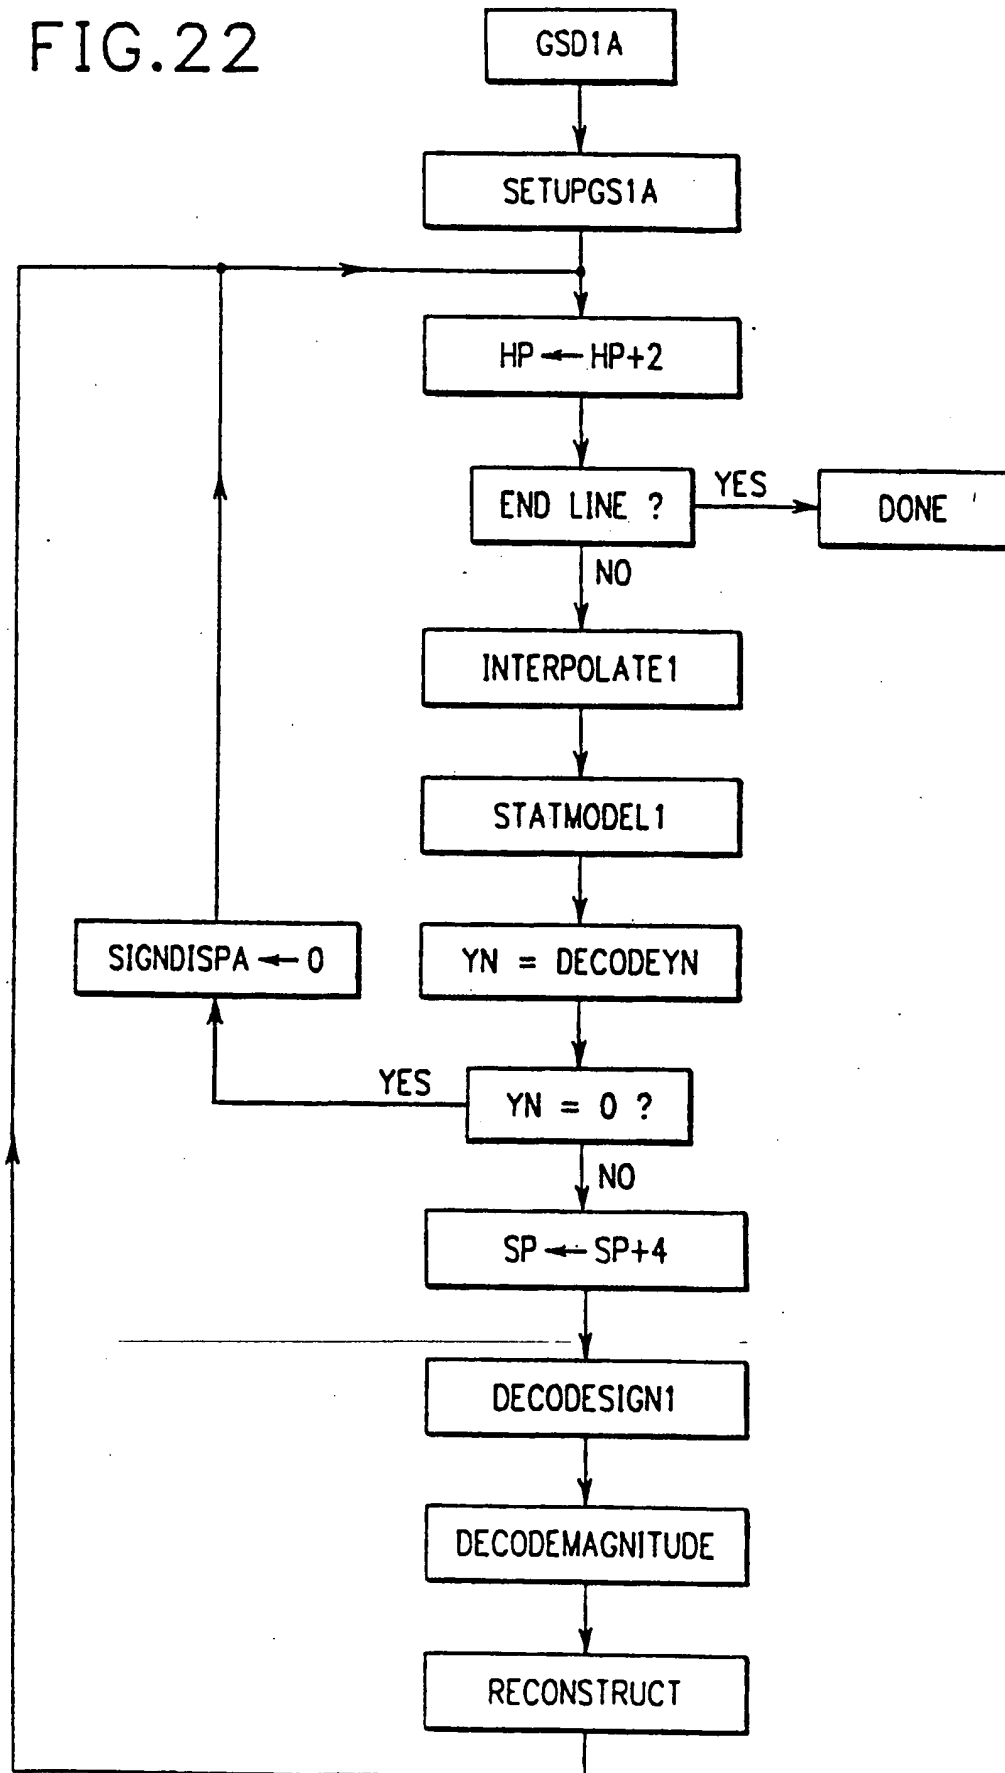 FIG.22
GSD1A
SETUPGS1A
HP ← HP+2
END LINE ?
YES
DONE
NO
INTERPOLATE1
STATMODEL1
SIGNDISPA ← 0
YN = DECODEYN
YES
YN = 0 ?
NO
SP ← SP+4
DECODESIGN1
DECODEMAGNITUDE
RECONSTRUCT